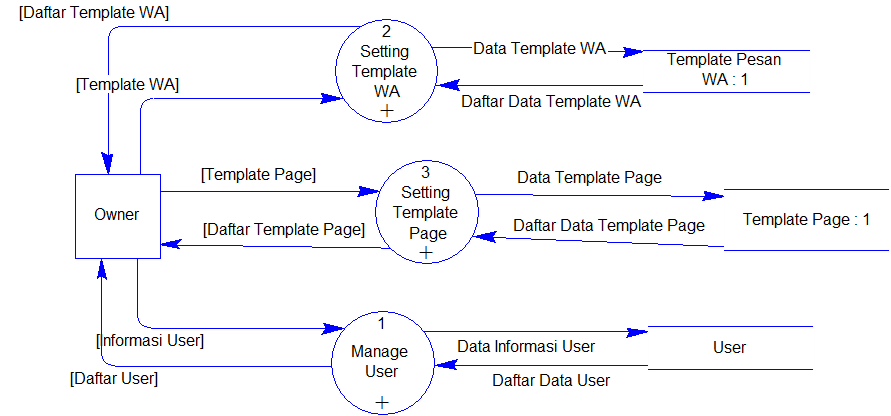 [Daftar Template WA]
2
Setting
Template
WA
+
Data Template WA
Template Pesan
WA : 1
[Template WA]
Daftar Data Template WA
Owner
[Template Page]
3
Setting
Template
Page
+
Data Template Page
Template Page : 1
[Daftar Template Page]
Daftar Data Template Page
[Informasi User]
1
Manage
User
+
Data Informasi User
User
[Daftar User]
Daftar Data User